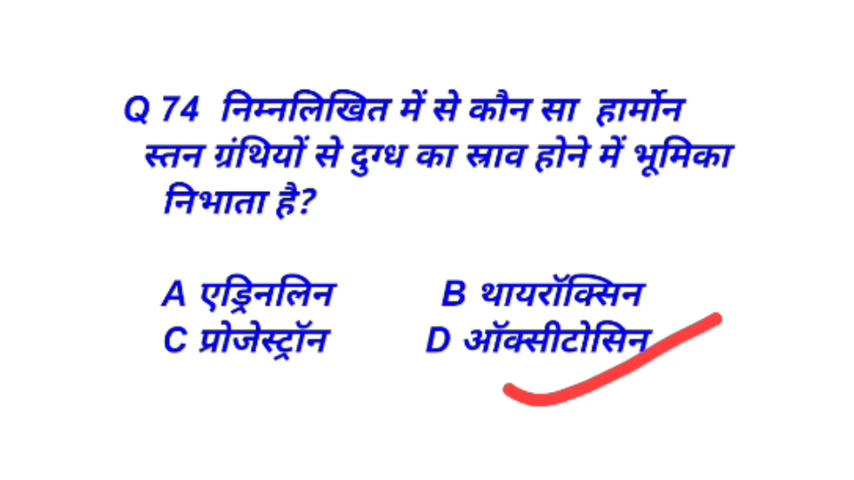 Q 74 निम्नलिखित में से कौन सा हार्मोन
स्तन ग्रंथियों से दुग्ध का स्राव होने में भूमिका
निभाता है?
A एड्रिनलिन B थायरॉक्सिन
C प्रोजेस्ट्रॉन D ऑक्सीटोसिन